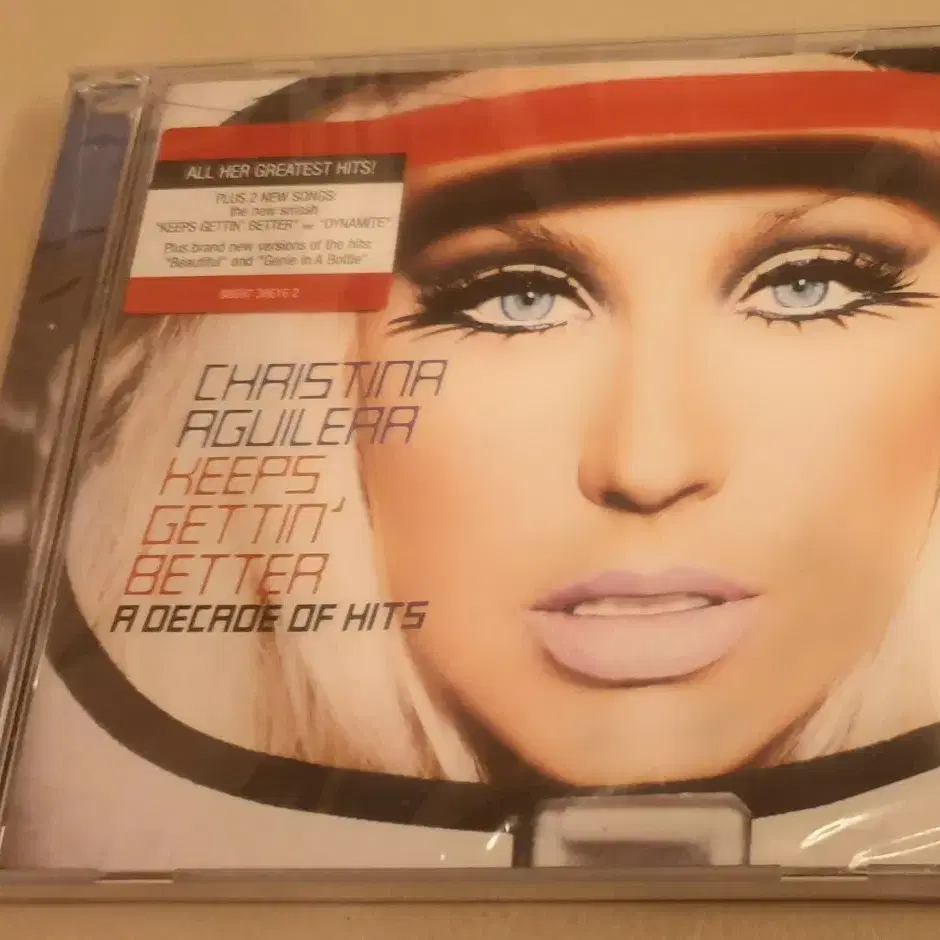 ALL HER GREATEST HITS!
PLUS 2 NEW SONGS:
the new smash
"KEEPS GETTIN' BETTER" "DYNAMITE"
Plus brand new versions of the hits:
"Beautiful" and "Genie In A Bottle"
CHRISTINA
AGUILERA
KEEPS
GETTIN'
BETTER
A DECADE OF HITS